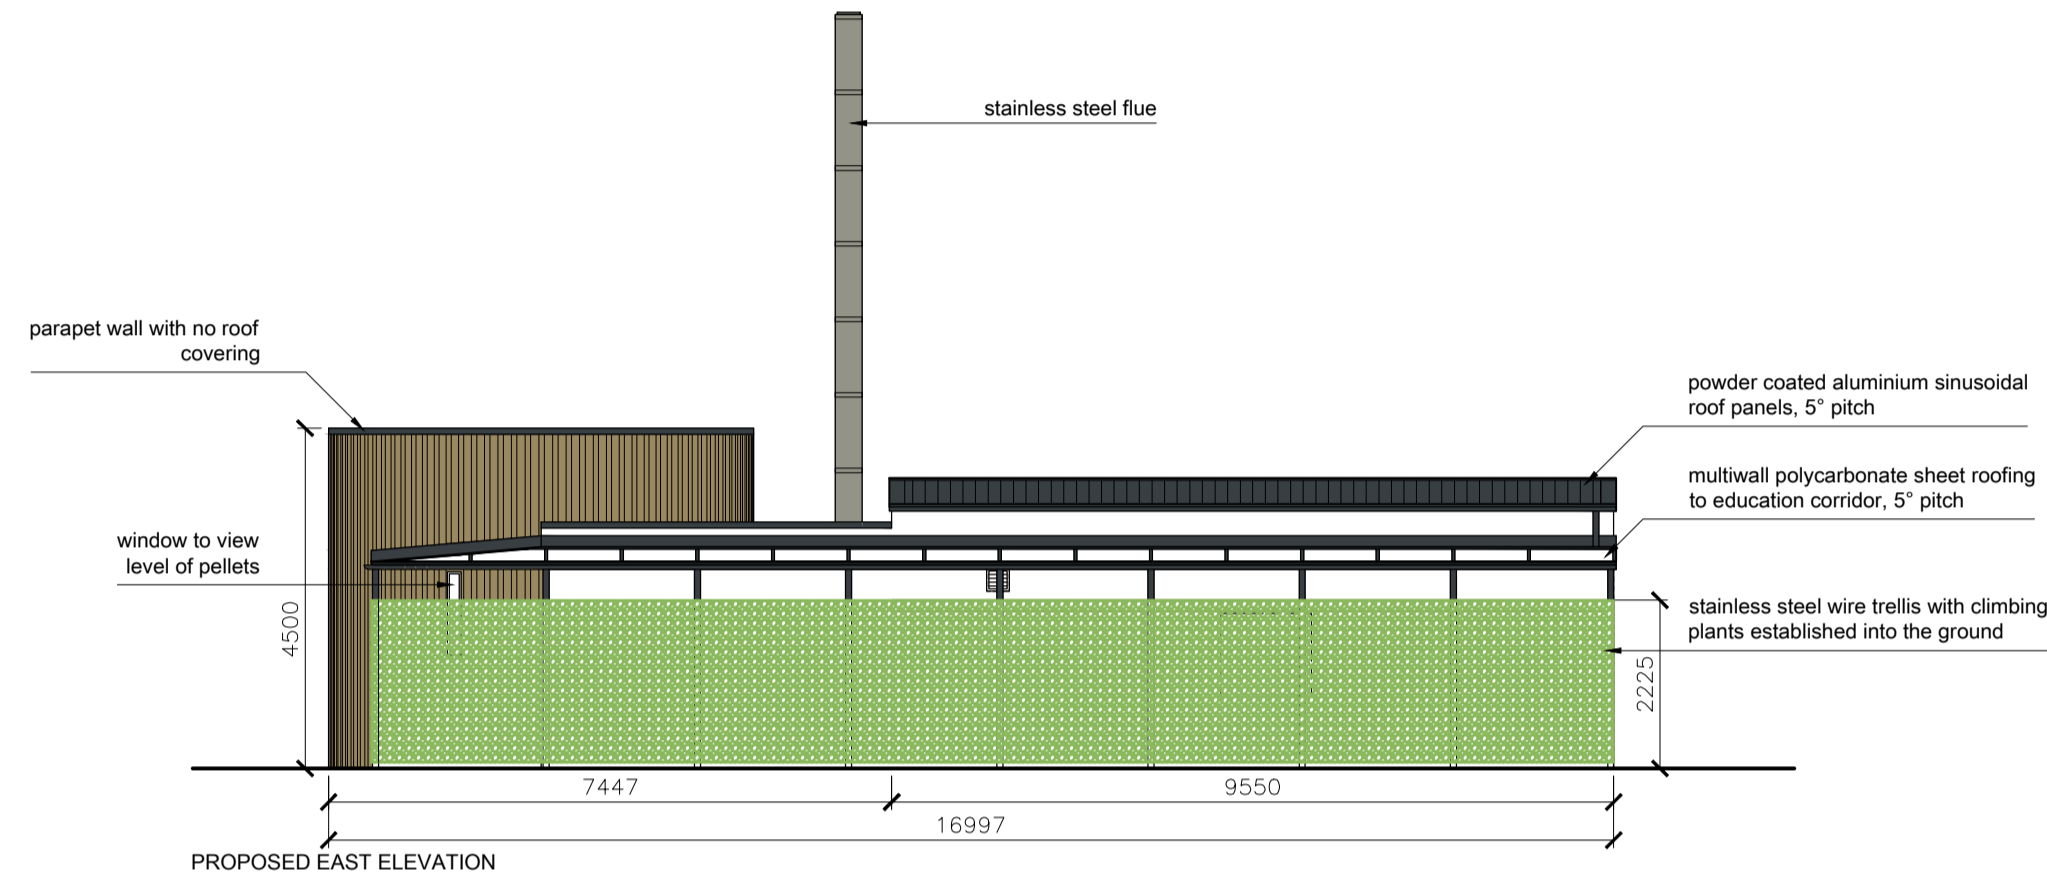 stainless steel flue
parapet wall with no roof
covering
powder coated aluminium sinusoidal
roof panels, 5° pitch
multiwall polycarbonate sheet roofing
to education corridor, 5° pitch
window to view
level of pellets
stainless steel wire trellis with climbing
plants established into the ground
4500
2225
7447
9550
16997
PROPOSED EAST ELEVATION